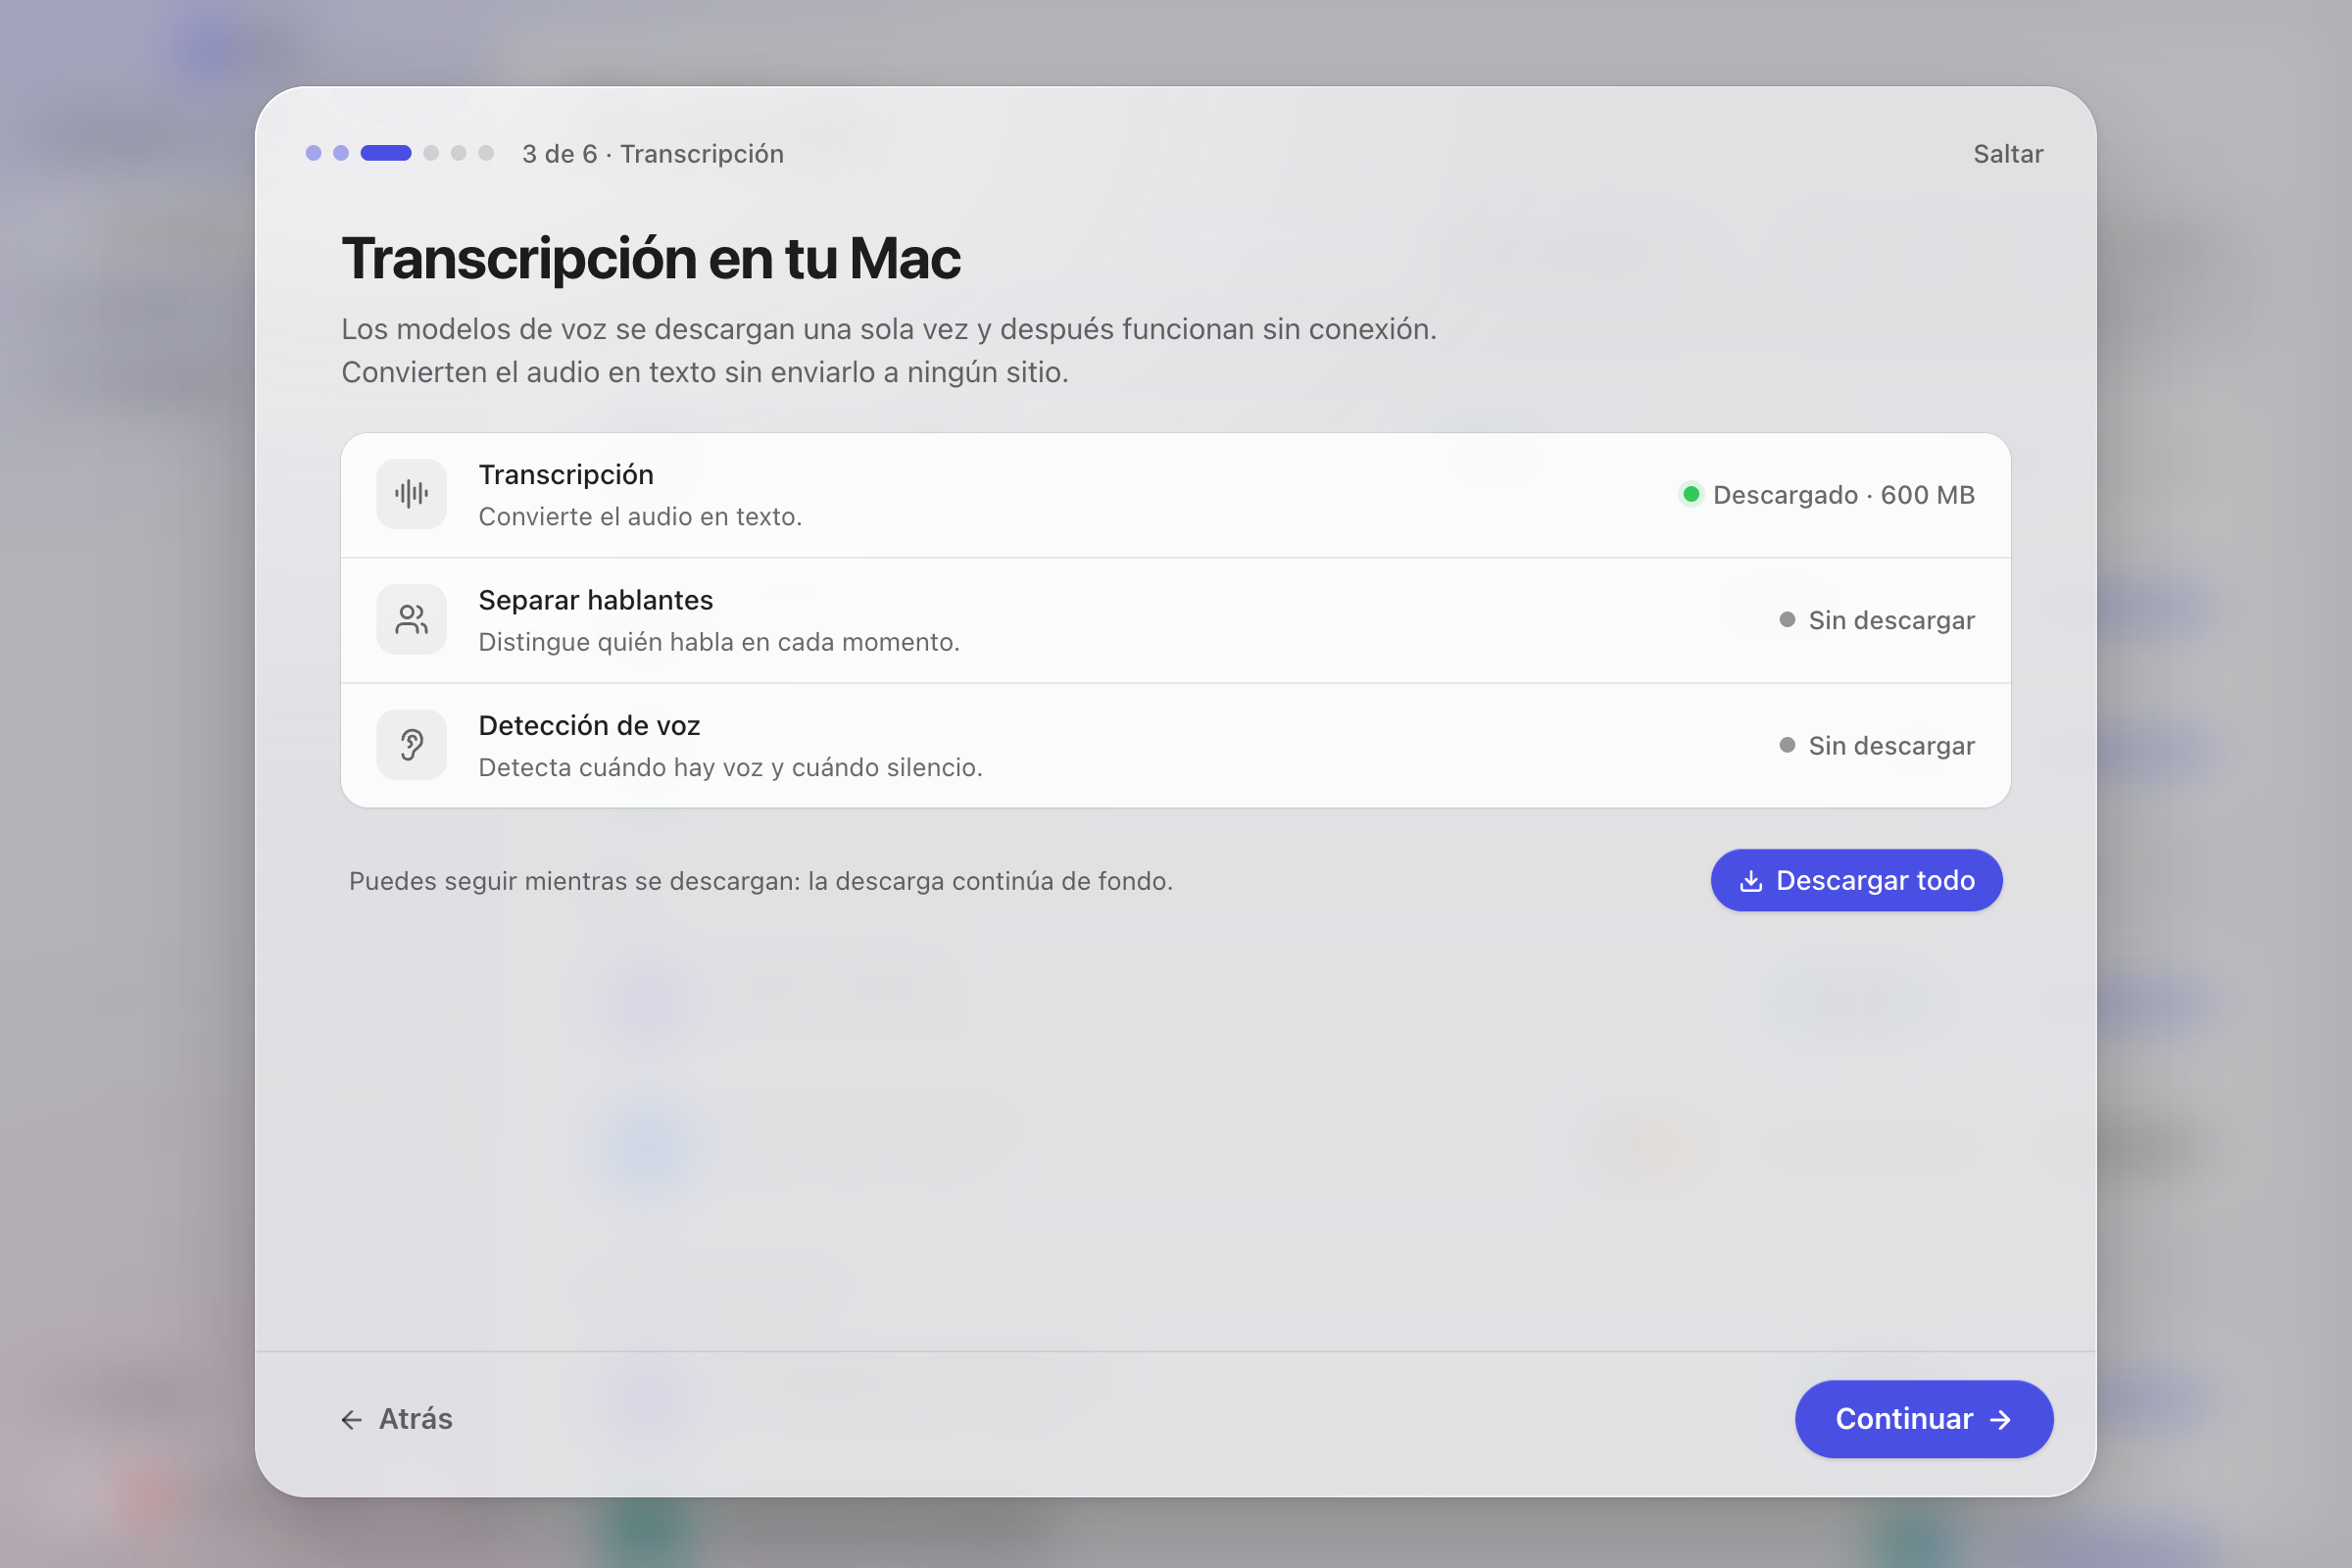 3 de 6 · Transcripción
Saltar
Transcripción en tu Mac
Los modelos de voz se descargan una sola vez y después funcionan sin conexión.
Convierten el audio en texto sin enviarlo a ningún sitio.
Transcripción
Convierte el audio en texto.
Descargado · 600 MB
Separar hablantes
Distingue quién habla en cada momento.
Sin descargar
Detección de voz
Detecta cuándo hay voz y cuándo silencio.
Sin descargar
Puedes seguir mientras se descargan: la descarga continúa de fondo.
Descargar todo
Atrás
Continuar